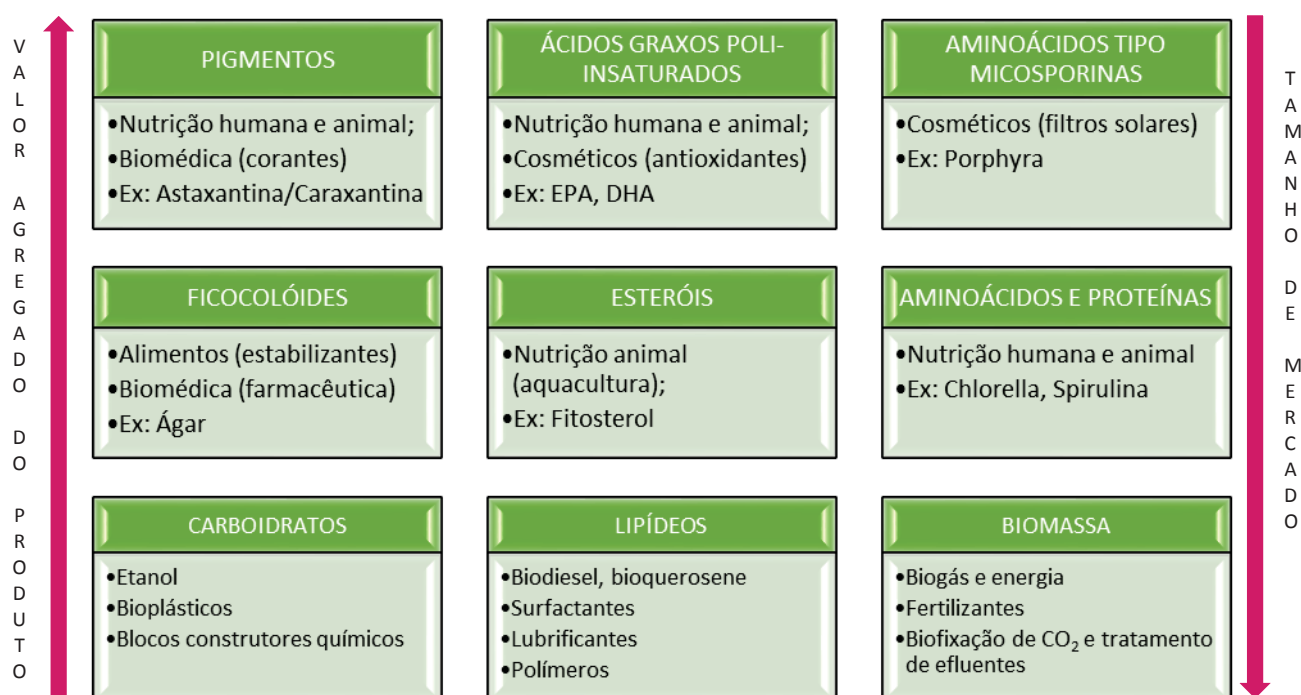 VALOR AGREGADO DO PRODUTO
PIGMENTOS
•Nutrição humana e animal;
•Biomédica (corantes)
•Ex: Astaxantina/Caraxantina
ÁCIDOS GRAXOS POLI-
INSATURADOS
•Nutrição humana e animal;
•Cosméticos (antioxidantes)
•Ex: EPA, DHA
AMINOÁCIDOS TIPO
MICOSPORINAS
•Cosméticos (filtros solares)
•Ex: Porphyra
FICOCOLÓIDES
•Alimentos (estabilizantes)
•Biomédica (farmacêutica)
•Ex: Ágar
ESTERÓIS
•Nutrição animal
(aquacultura);
•Ex: Fitosterol
AMINOÁCIDOS E PROTEÍNAS
•Nutrição humana e animal
•Ex: Chlorella, Spirulina
CARBOIDRATOS
•Etanol
•Bioplásticos
•Blocos construtores químicos
LIPÍDEOS
•Biodiesel, bioquerosene
•Surfactantes
•Lubrificantes
•Polímeros
BIOMASSA
•Biogás e energia
•Fertilizantes
•Biofixação de CO₂ e tratamento
de efluentes
TAMANHO DE MERCADO